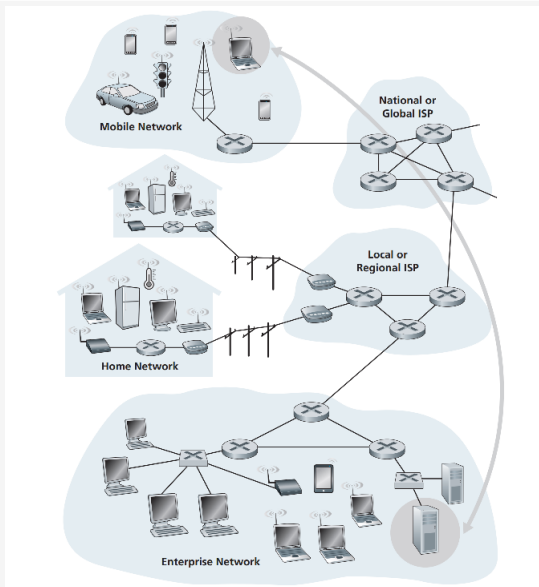 National or
Global ISP
Mobile Network
Local or
Regional ISP
Home Network
Enterprise Network